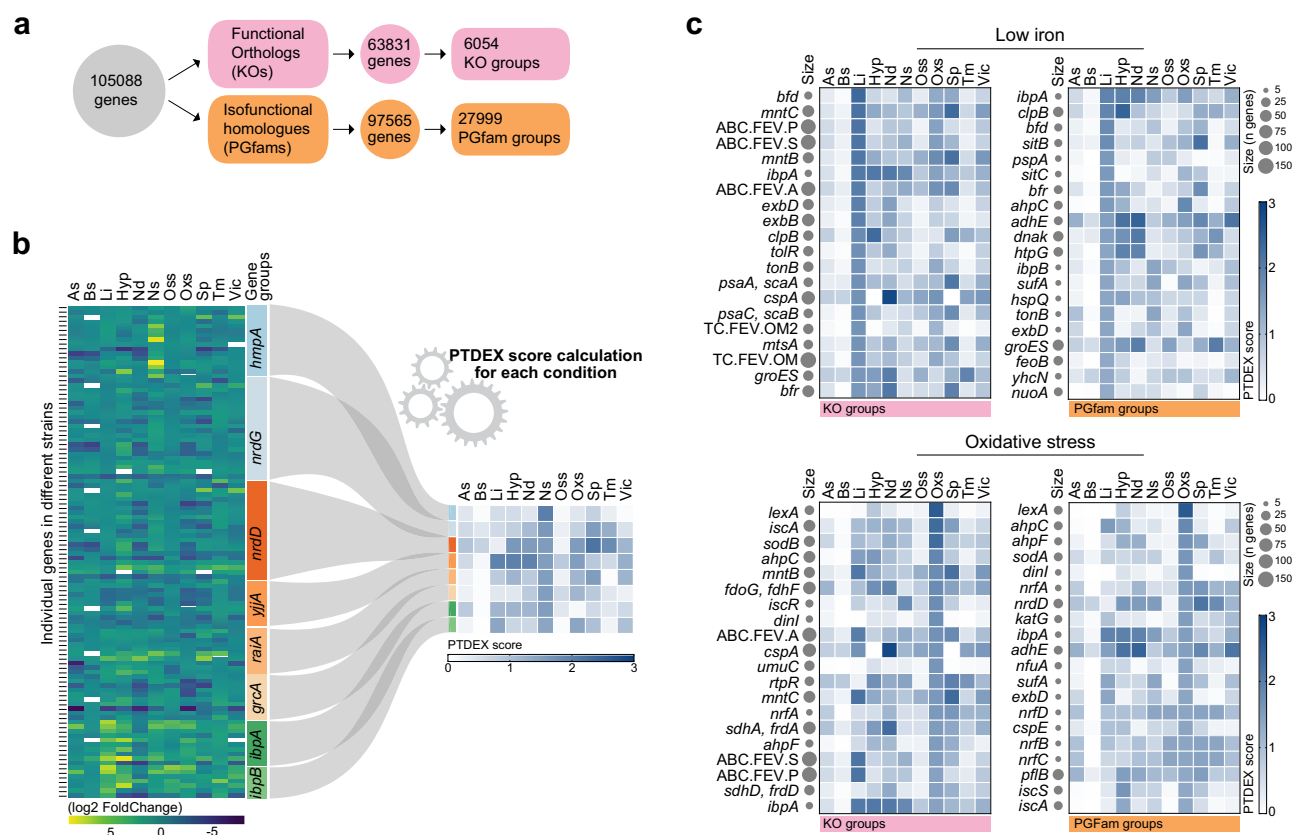 a
105088
genes
Functional
Orthologs
(KOs)
63831
genes
6054
KO groups
Isofunctional
homologues
(PGfams)
97565
genes
27999
PGfam groups
b
As Bs Li Hyp Nd Ns Oss Oxs Sp Tm Vic Gene groups
Individual genes in different strains
hmpA
nrdG
nrdD
yjjA
raiA
grcA
ibpA
ibpB
(log2 FoldChange)
5 0 -5
PTDEX score calculation
for each condition
As Bs Li Hyp Nd Ns Oss Oxs Sp Tm Vic
PTDEX score
0 1 2 3
c
Low iron
Size As Bs Li Hyp Nd Ns Oss Oxs Sp Tm Vic
bfd
mntC
ABC.FEV.P
ABC.FEV.S
mntB
ibpA
ABC.FEV.A
exbD
exbB
clpB
tolR
tonB
psaA, scaA
cspA
psaC, scaB
TC.FEV.OM2
mtsA
TC.FEV.OM
groES
bfr
KO groups
Size As Bs Li Hyp Nd Ns Oss Oxs Sp Tm Vic
ibpA
clpB
bfd
sitB
pspA
sitC
bfr
ahpC
adhE
dnak
htpG
ibpB
sufA
hspQ
tonB
exbD
groES
feoB
yhcN
nuoA
PGfam groups
5
25
50
75
100
150
Size (n genes)
3
2
1
0
PTDEX score
Oxidative stress
Size As Bs Li Hyp Nd Ns Oss Oxs Sp Tm Vic
lexA
iscA
sodB
ahpC
mntB
fdoG, fdhF
iscR
dinI
ABC.FEV.A
cspA
umuC
rtpR
mntC
nrfA
sdhA, frdA
ahpF
ABC.FEV.S
ABC.FEV.P
sdhD, frdD
ibpA
KO groups
Size As Bs Li Hyp Nd Ns Oss Oxs Sp Tm Vic
lexA
ahpC
ahpF
sodA
dinI
nrfA
nrdD
katG
ibpA
adhE
nfuA
sufA
exbD
nrfD
cspE
nrfB
nrfC
pflB
iscS
iscA
PGFam groups
5
25
50
75
100
150
Size (n genes)
3
2
1
0
PTDEX score